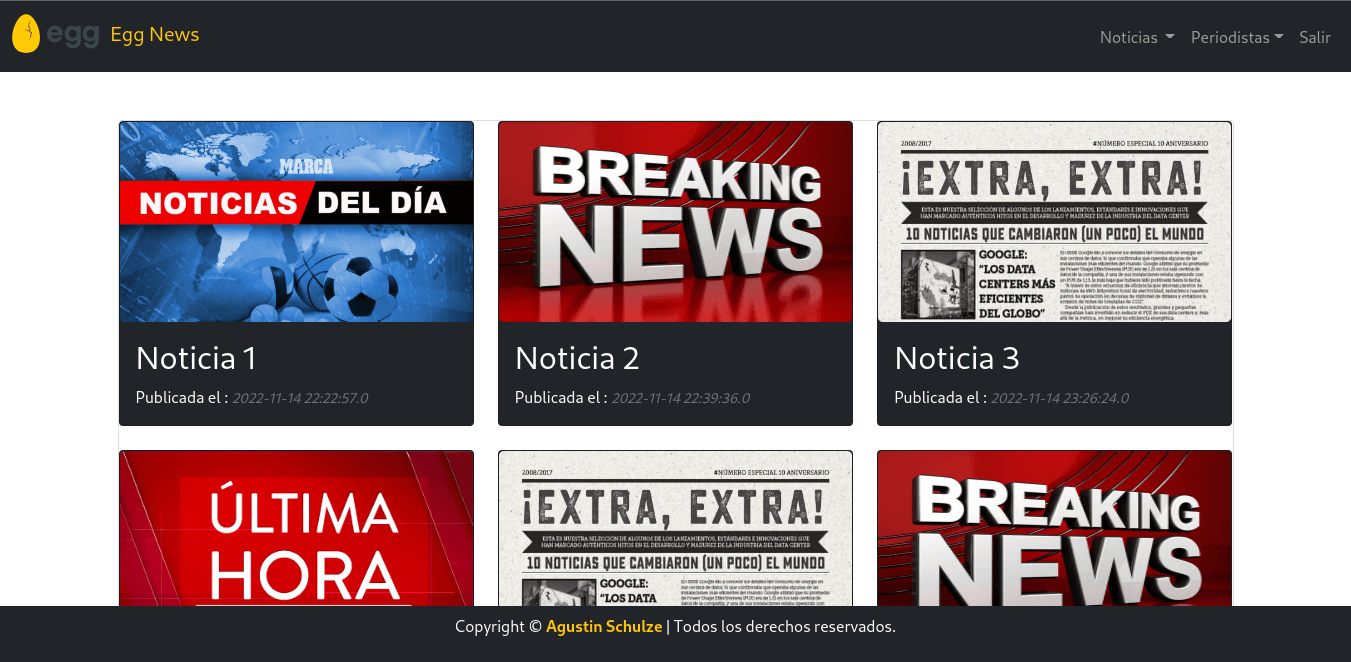 egg Egg News
Noticias Periodistas Salir
MARCA
NOTICIAS DEL DÍA
BREAKING
NEWS
2008/2017 #NÚMERO ESPECIAL 10 ANIVERSARIO
¡EXTRA, EXTRA!
ESTA ES NUESTRA SELECCIÓN DE ALGUNOS DE LOS LANZAMIENTOS, ESTÁNDARES E INNOVACIONES QUE
HAN MARCADO AUTÉNTICOS HITOS EN EL DESARROLLO Y MADUREZ DE LA INDUSTRIA DEL DATA CENTER
10 NOTICIAS QUE CAMBIARON (UN POCO) EL MUNDO
GOOGLE:
“LOS DATA
CENTERS MÁS
EFICIENTES
DEL GLOBO”
Noticia 1
Publicada el : 2022-11-14 22:22:57.0
Noticia 2
Publicada el : 2022-11-14 22:39:36.0
Noticia 3
Publicada el : 2022-11-14 23:26:24.0
ÚLTIMA
HORA
2008/2017 #NÚMERO ESPECIAL 10 ANIVERSARIO
¡EXTRA, EXTRA!
ESTA ES NUESTRA SELECCIÓN DE ALGUNOS DE LOS LANZAMIENTOS, ESTÁNDARES E INNOVACIONES QUE
HAN MARCADO AUTÉNTICOS HITOS EN EL DESARROLLO Y MADUREZ DE LA INDUSTRIA DEL DATA CENTER
10 NOTICIAS QUE CAMBIARON (UN POCO) EL MUNDO
GOOGLE:
“LOS DATA
BREAKING
NEWS
Copyright © Agustin Schulze | Todos los derechos reservados.